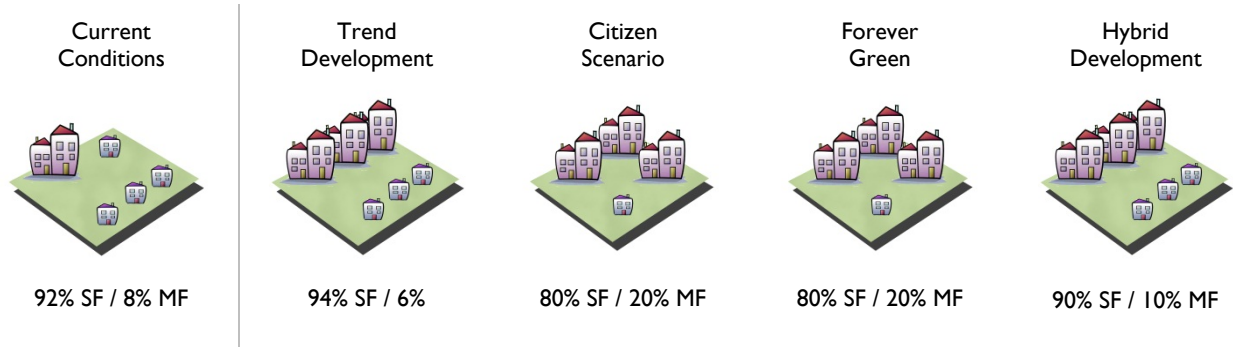 Current
Conditions
Trend
Development
Citizen
Scenario
Forever
Green
Hybrid
Development
92% SF / 8% MF
94% SF / 6%
80% SF / 20% MF
80% SF / 20% MF
90% SF / 10% MF